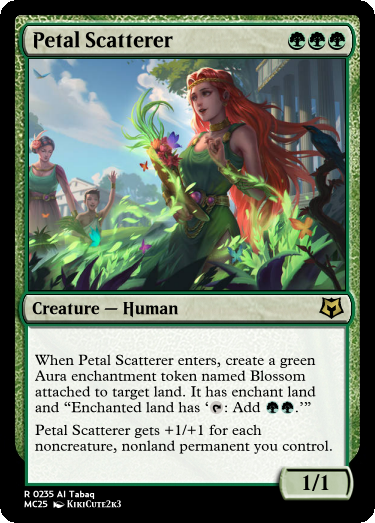 Petal Scatterer
Creature — Human
When Petal Scatterer enters, create a green
Aura enchantment token named Blossom
attached to target land. It has enchant land
and “Enchanted land has ‘: Add .’”
Petal Scatterer gets +1/+1 for each
noncreature, nonland permanent you control.
1/1
R 0235 AI Tabaq
MC25 KikiCute2k3